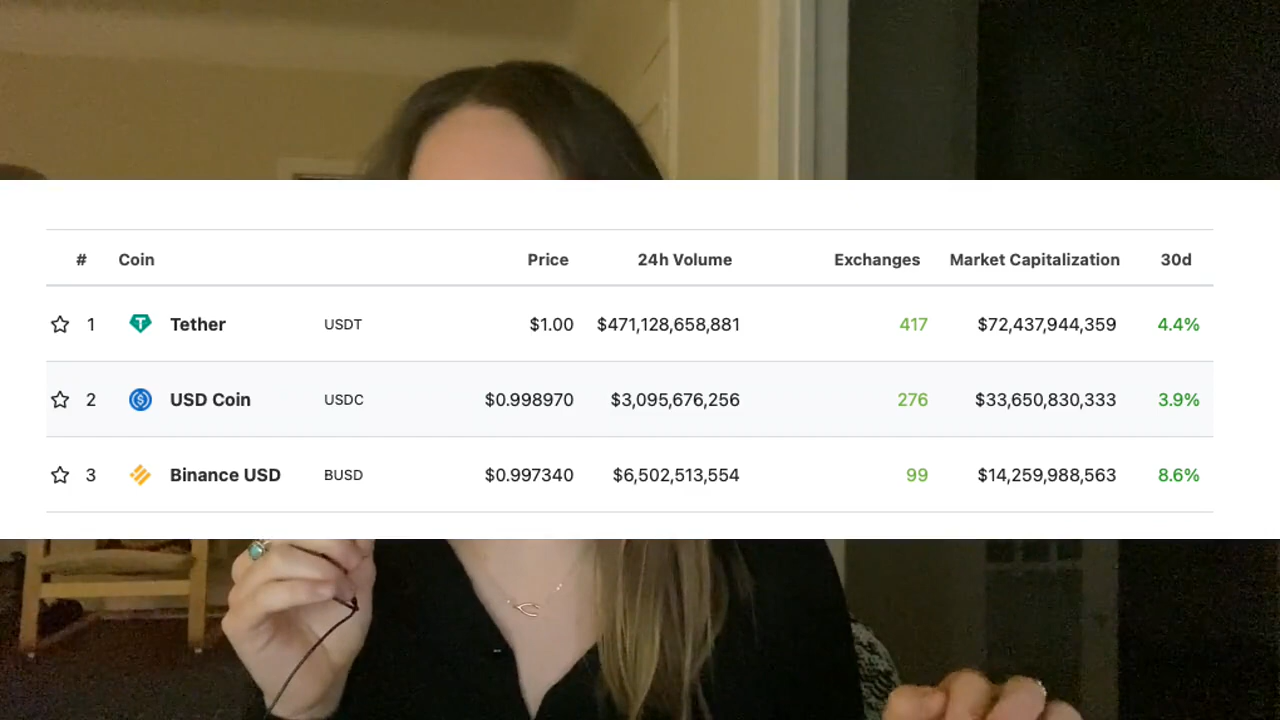 # Coin Price 24h Volume Exchanges Market Capitalization 30d
1 Tether USDT $1.00 $471,128,658,881 417 $72,437,944,359 4.4%
2 USD Coin USDC $0.998970 $3,095,676,256 276 $33,650,830,333 3.9%
3 Binance USD BUSD $0.997340 $6,502,513,554 99 $14,259,988,563 8.6%